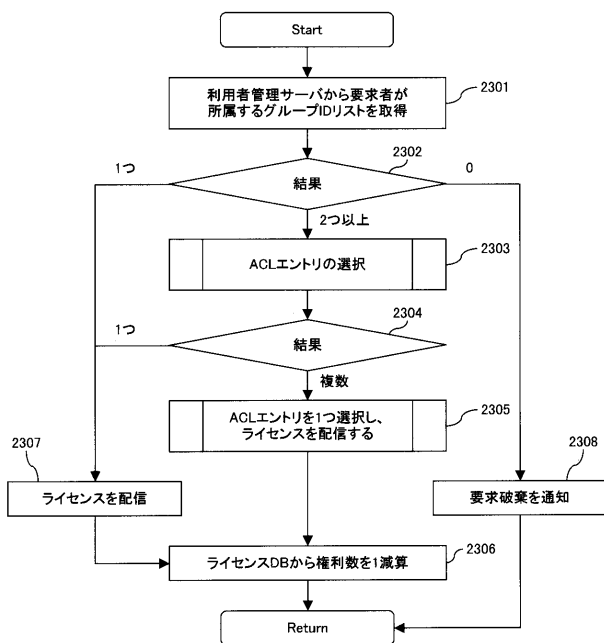 Start
利用者管理サーバから要求者が
所属するグループIDリストを取得
2301
1つ
結果
2302
0
2つ以上
ACLエントリの選択
2303
1つ
結果
2304
複数
ACLエントリを1つ選択し、
ライセンスを配信する
2305
2307
ライセンスを配信
2308
要求破棄を通知
ライセンスDBから権利数を1減算
2306
Return